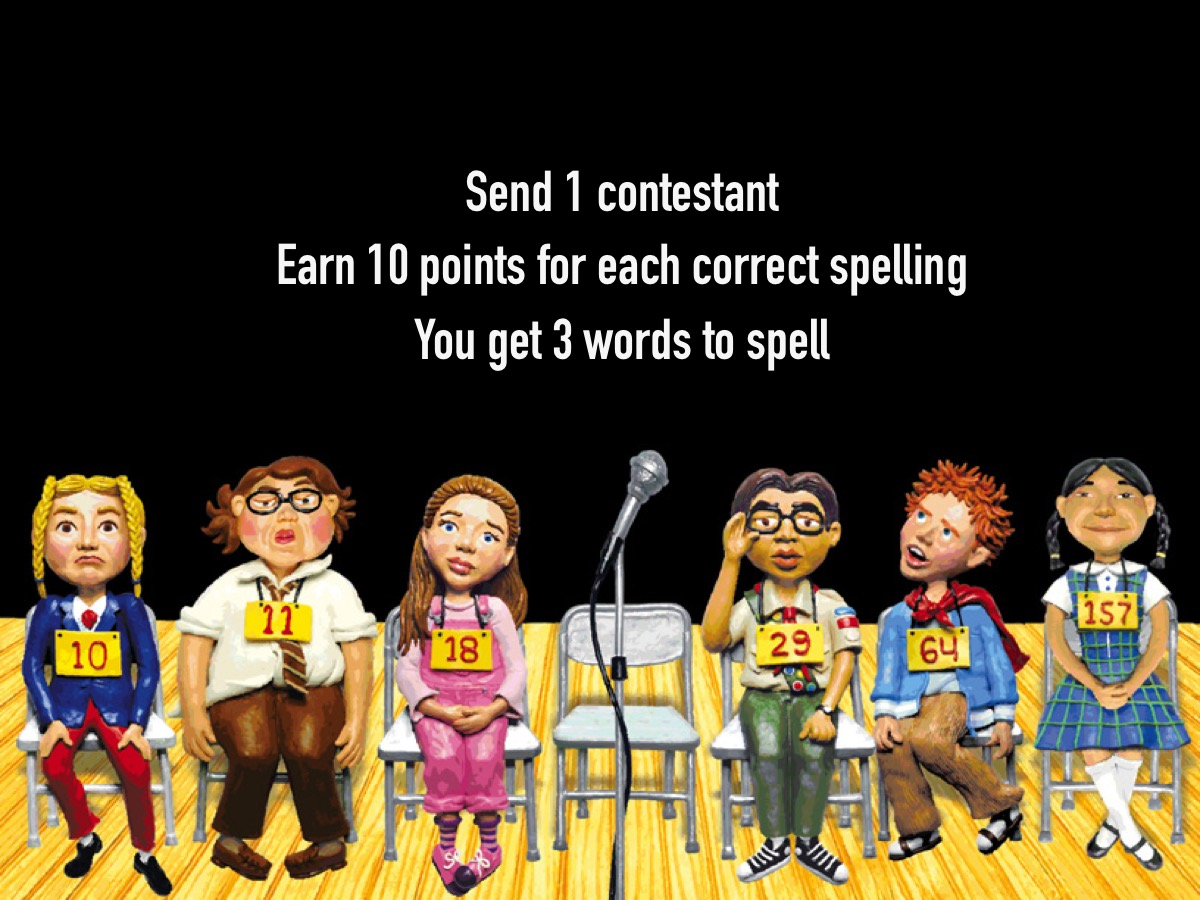 Send 1 contestant
Earn 10 points for each correct spelling
You get 3 words to spell
10
11
18
29
64
157